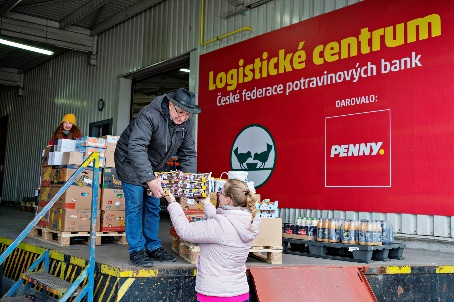 Logistické centrum
České federace potravinových bank
DAROVALO:
PENNY.